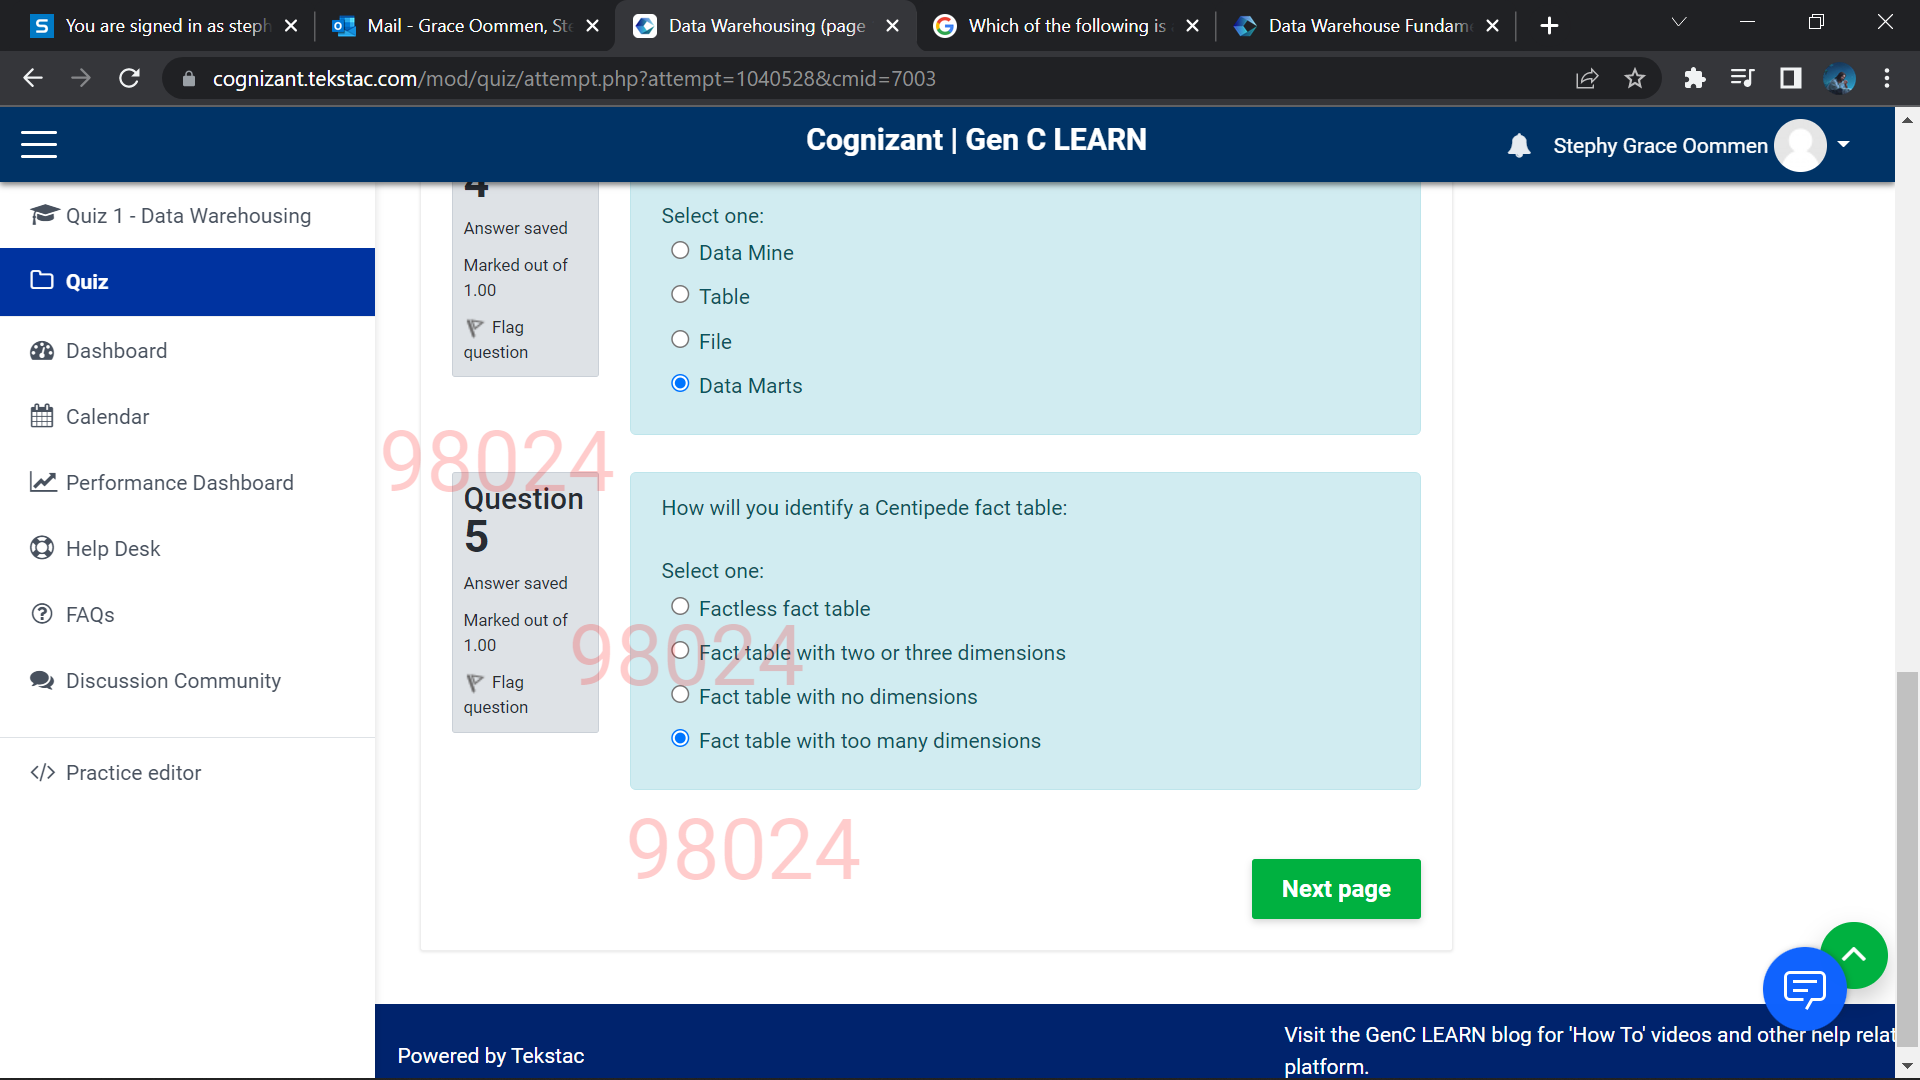 You are signed in as steph
Mail - Grace Oommen, Ste
Data Warehousing (page
Which of the following is
Data Warehouse Fundam
cognizant.tekstac.com/mod/quiz/attempt.php?attempt=1040528&cmid=7003
Cognizant | Gen C LEARN
Stephy Grace Oommen
Quiz 1 - Data Warehousing
Quiz
Dashboard
Calendar
Performance Dashboard
Help Desk
FAQs
Discussion Community
Practice editor
4
Answer saved
Marked out of
1.00
Flag
question
Select one:
Data Mine
Table
File
Data Marts
98024
Question
5
Answer saved
Marked out of
1.00
Flag
question
How will you identify a Centipede fact table:
Select one:
Factless fact table
98024
Fact table with two or three dimensions
Fact table with no dimensions
Fact table with too many dimensions
98024
Next page
Powered by Tekstac
Visit the GenC LEARN blog for 'How To' videos and other help relat
platform.